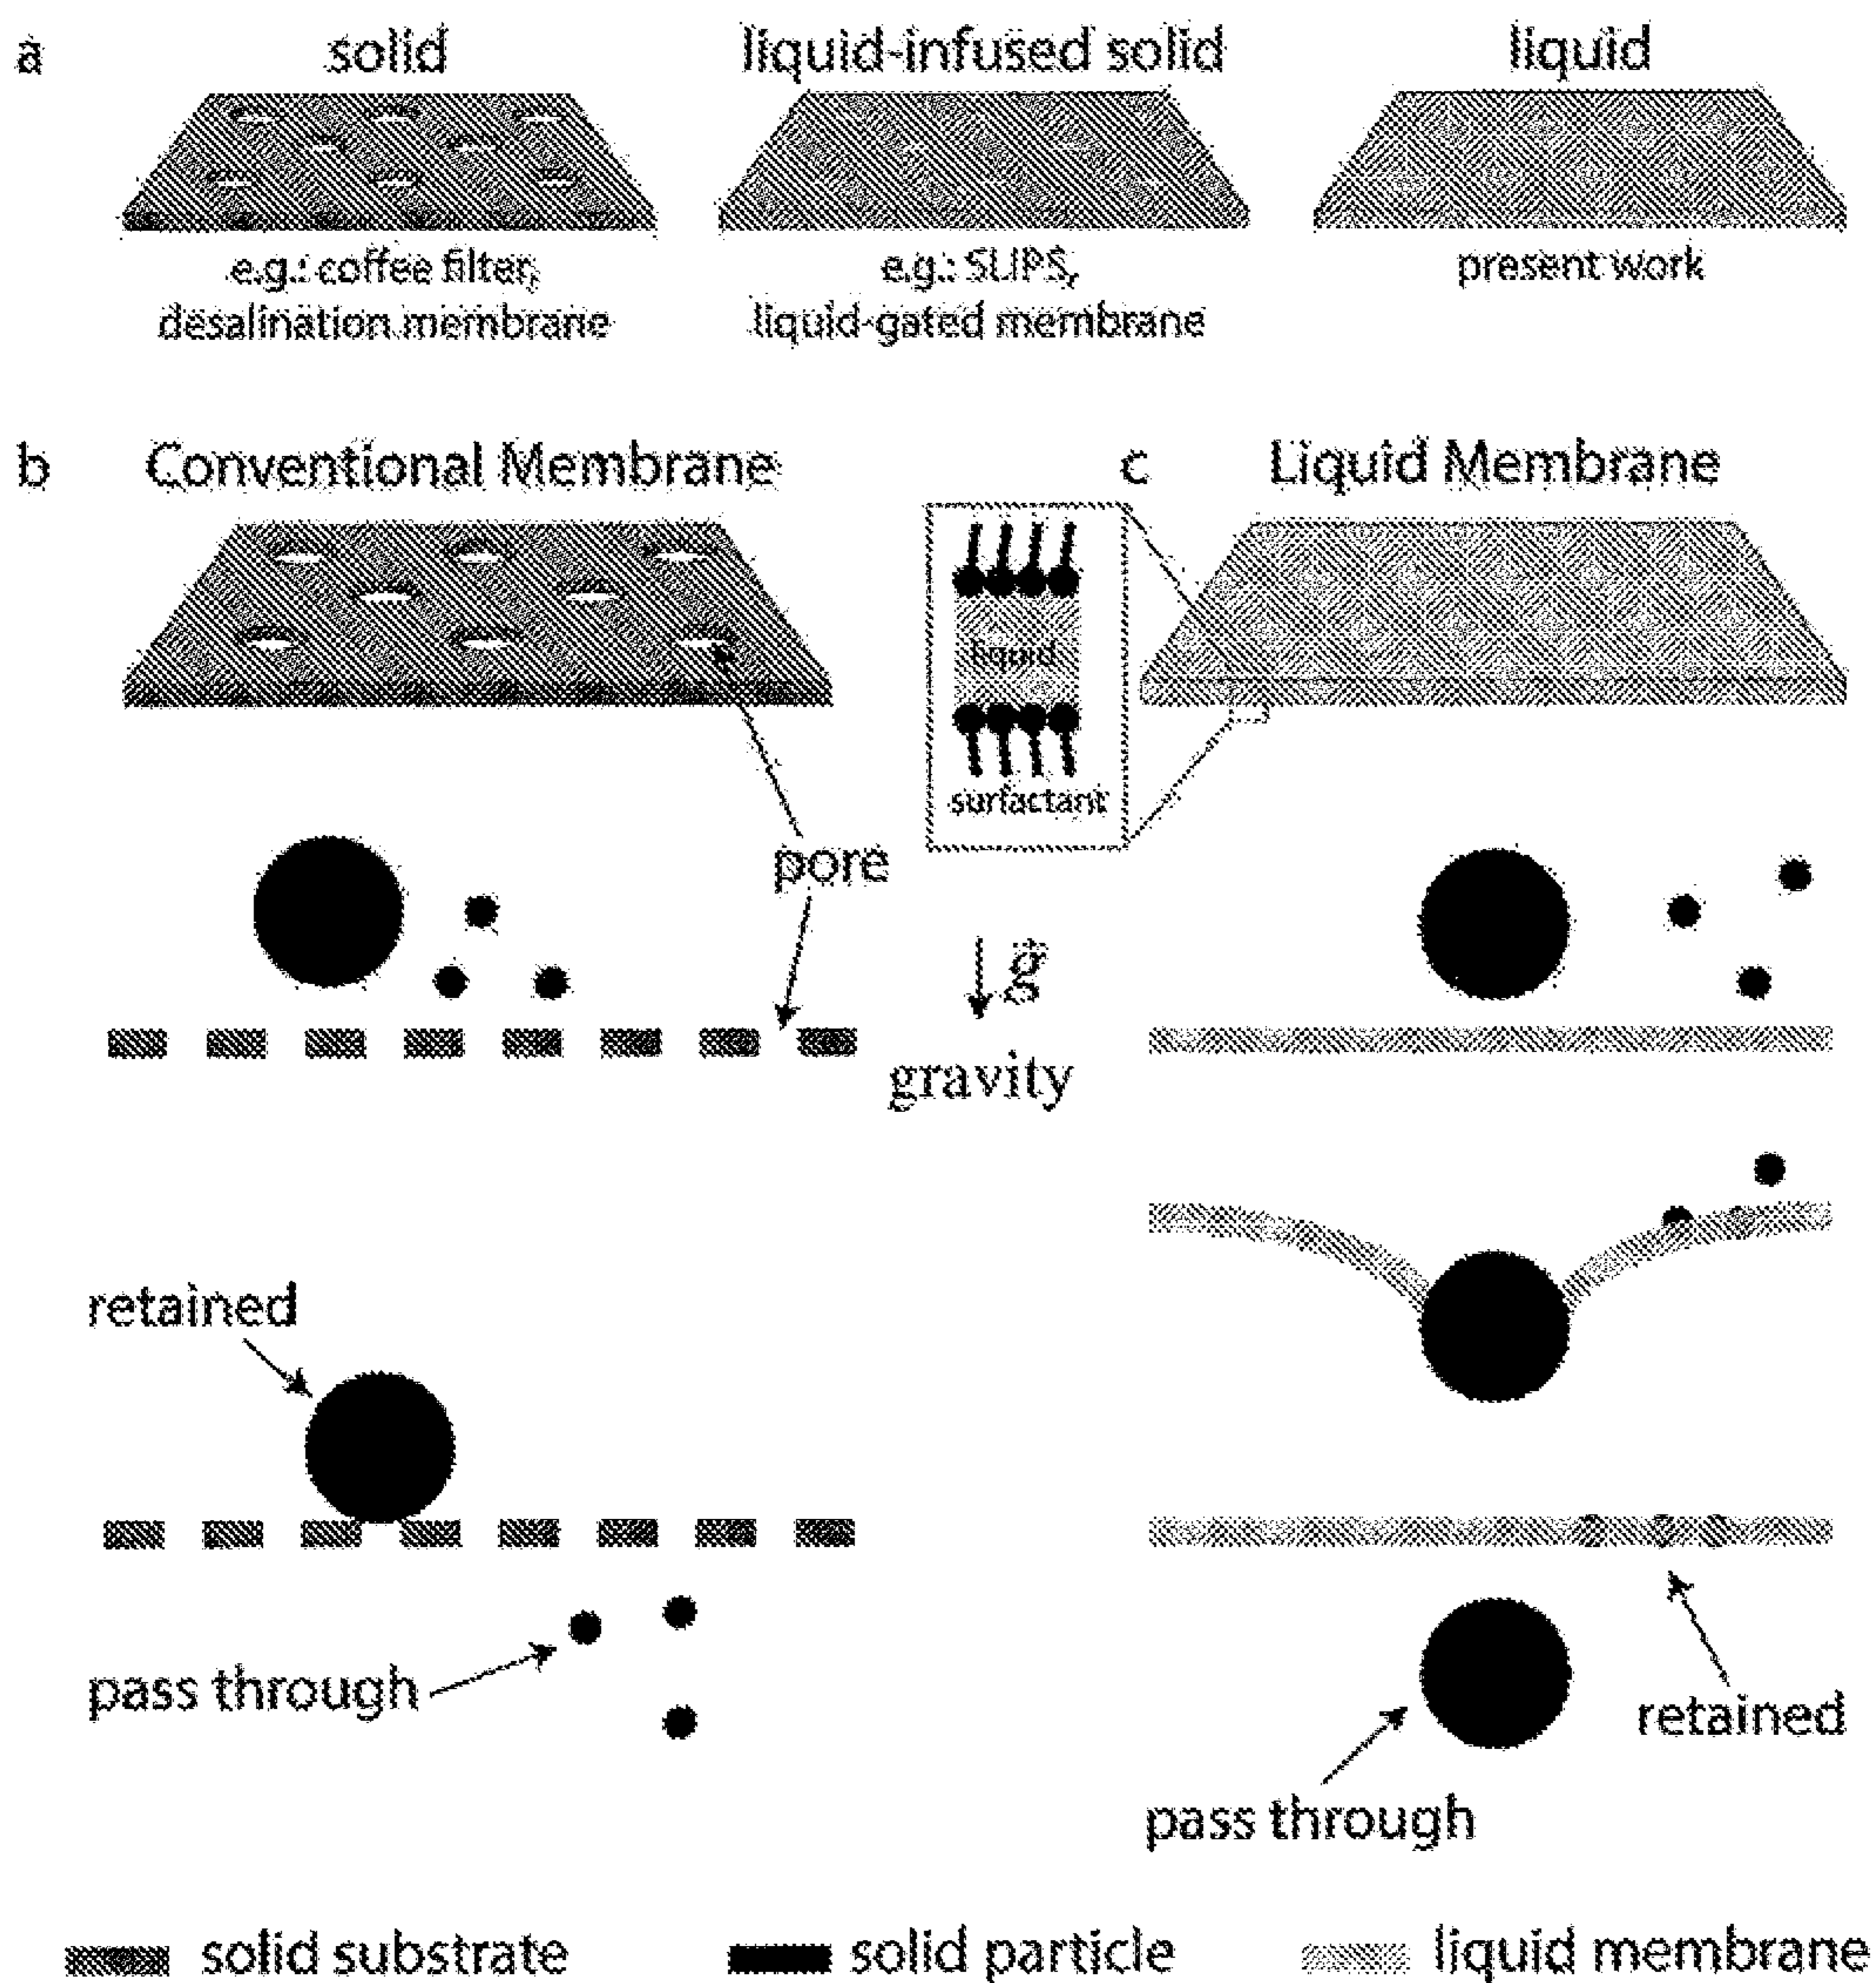 a
solid
liquid-infused solid
liquid
e.g.: coffee filter,
desalination membrane
e.g.: SLIPS,
liquid-gated membrane
present work
b
Conventional Membrane
c
Liquid Membrane
liquid
surfactant
pore
g
gravity
retained
pass through
retained
pass through
solid substrate
solid particle
liquid membrane